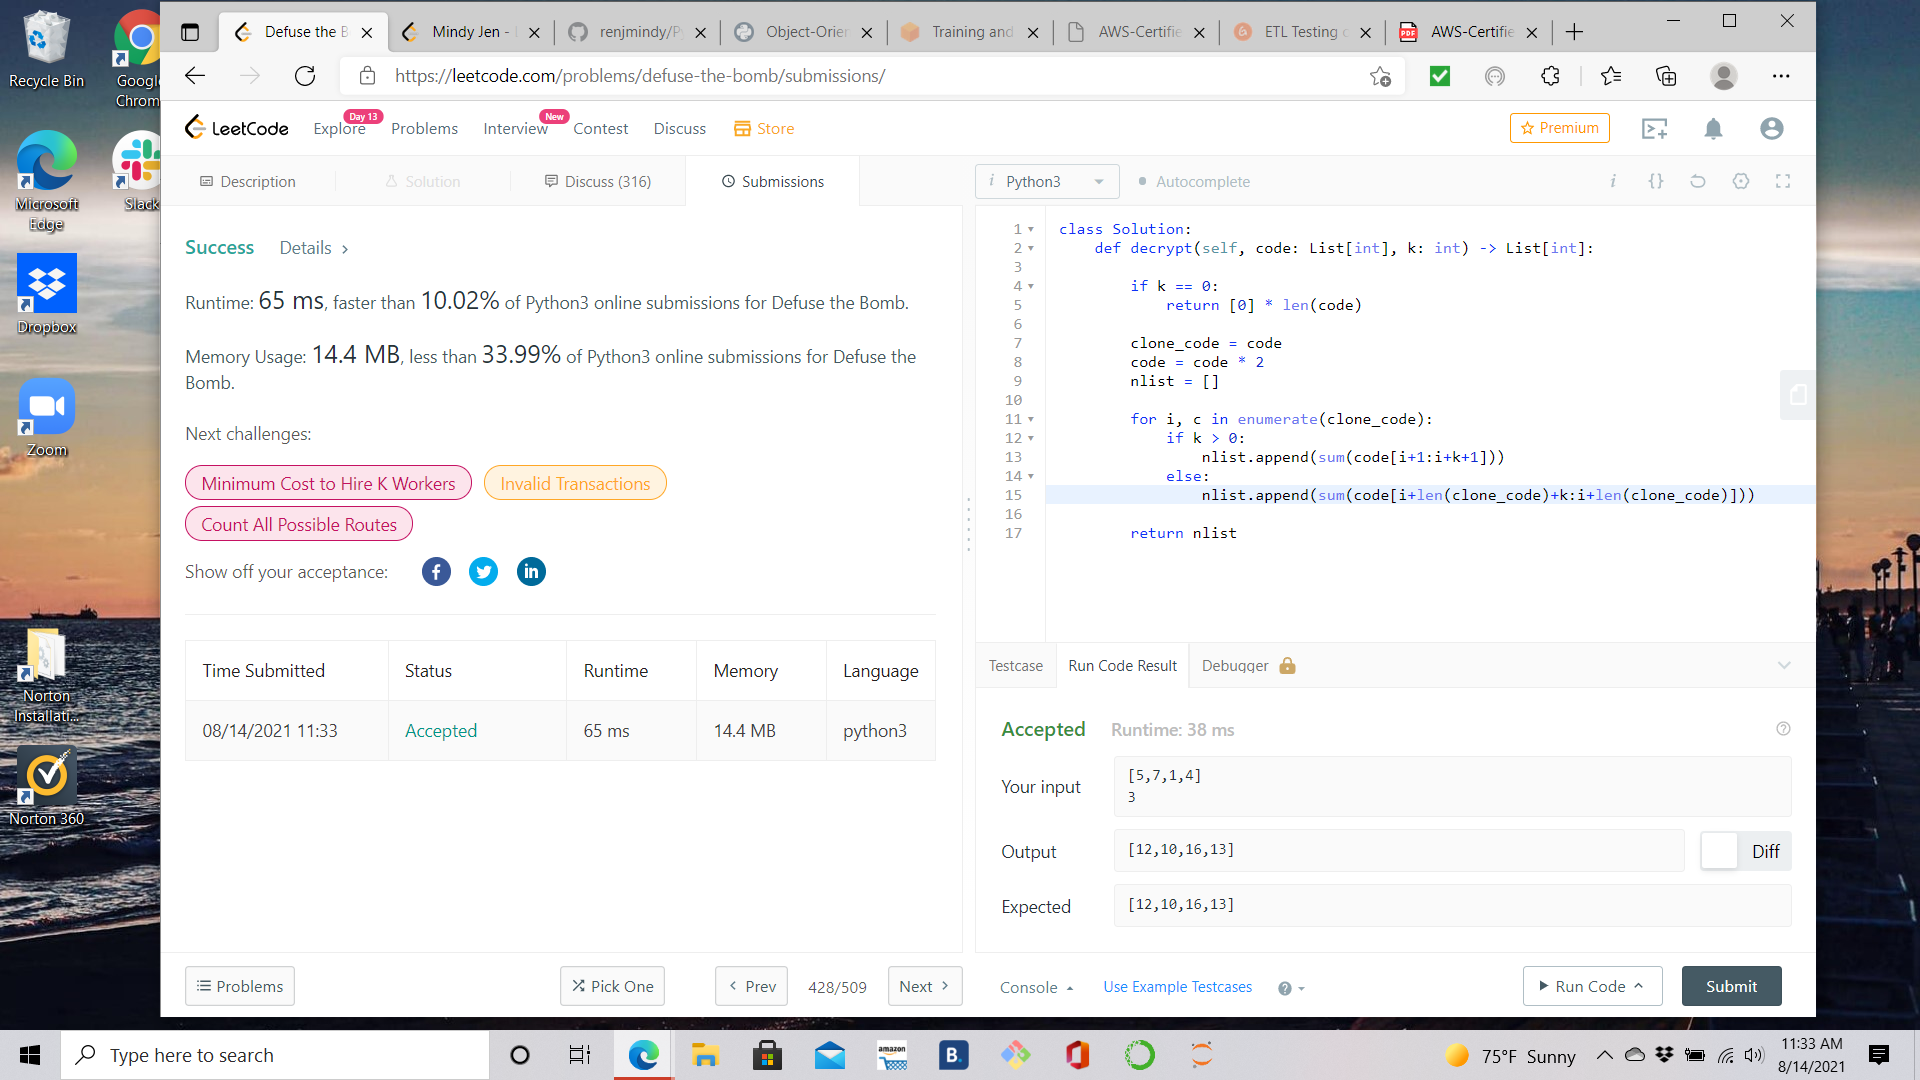 Recycle Bin
Google Chrom
Microsoft Edge
Slack
Dropbox
Zoom
Norton Installati...
Norton 360
Defuse the B
Mindy Jen -
renjmindy/P
Object-Orien
Training and
AWS-Certifie
ETL Testing
AWS-Certifie
https://leetcode.com/problems/defuse-the-bomb/submissions/
LeetCode
Explore
Day 13
Problems
Interview
New
Contest
Discuss
Store
Premium
Description
Solution
Discuss (316)
Submissions
i Python3
Autocomplete
Success
Details
Runtime: 65 ms, faster than 10.02% of Python3 online submissions for Defuse the Bomb.
Memory Usage: 14.4 MB, less than 33.99% of Python3 online submissions for Defuse the
Bomb.
Next challenges:
Minimum Cost to Hire K Workers
Invalid Transactions
Count All Possible Routes
Show off your acceptance:
Time Submitted Status Runtime Memory Language
08/14/2021 11:33 Accepted 65 ms 14.4 MB python3
1 class Solution:
2 def decrypt(self, code: List[int], k: int) -> List[int]:
3
4 if k == 0:
5 return [0] * len(code)
6
7 clone_code = code
8 code = code * 2
9 nlist = []
10
11 for i, c in enumerate(clone_code):
12 if k > 0:
13 nlist.append(sum(code[i+1:i+k+1]))
14 else:
15 nlist.append(sum(code[i+len(clone_code)+k:i+len(clone_code)]))
16
17 return nlist
Testcase
Run Code Result
Debugger
Accepted
Runtime: 38 ms
Your input
[5,7,1,4]
3
Output
[12,10,16,13]
Diff
Expected
[12,10,16,13]
Problems
Pick One
Prev
428/509
Next
Console
Use Example Testcases
Run Code
Submit
Type here to search
amazon
B.
75°F Sunny
11:33 AM
8/14/2021